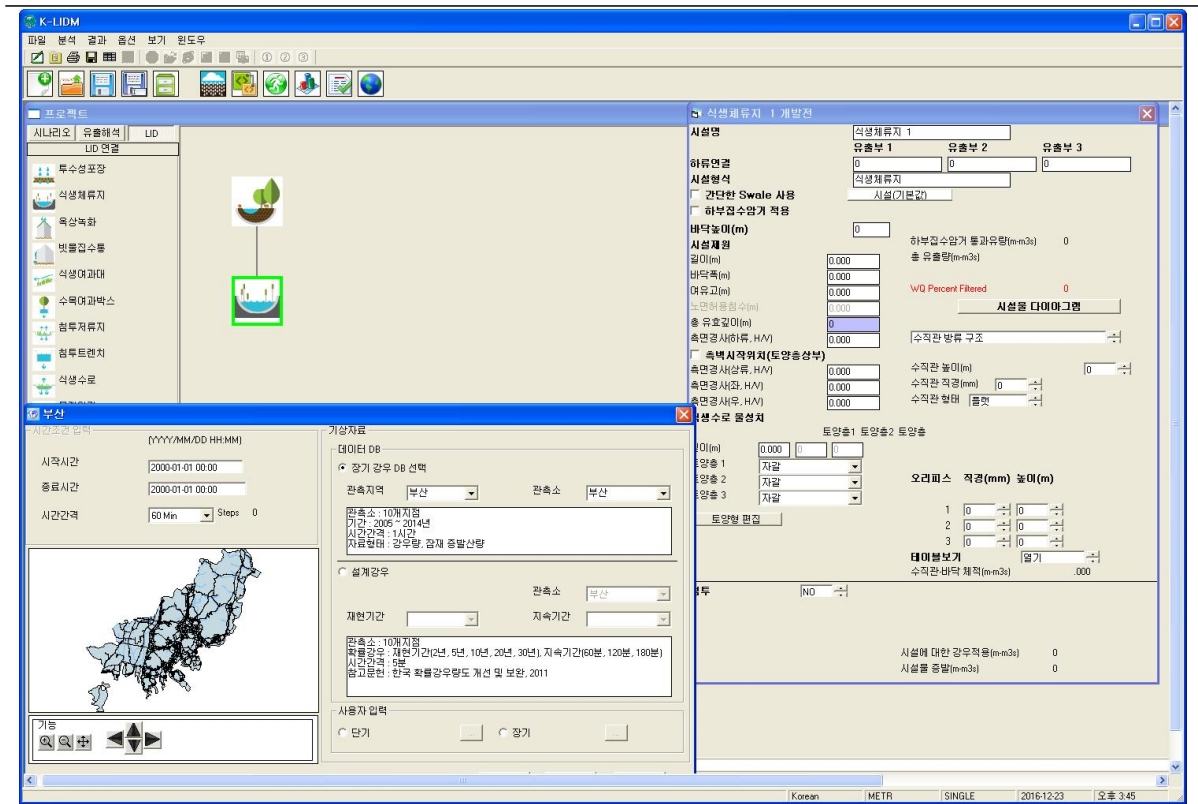 K-LIDM
파일 분석 결과 옵션 보기 윈도우
프로젝트
시나리오 유출해석 LID
LID 연결
투수성포장
식생체류지
옥상녹화
빗물집수통
식생여과대
수목여과박스
침투저류지
침투트렌치
식생수로
식생체류지 1 개발전
시설명 식생체류지 1
유출부 1 유출부 2 유출부 3
하류연결 0 0 0
시설형식 식생체류지
간단한 Swale 사용 시설(기본값)
하부집수암거 적용
바닥높이(m) 0
하부집수암거 통과유량(m-m3s) 0
시설제원
총 유출량(m-m3s)
길이(m) 0.000
바닥폭(m) 0.000
여유고(m) 0.000
WQ Percent Filtered 0
노면허용침수(m) 0.000
시설물 다이아그램
총 유효깊이(m) 0
측면경사(하류, H/V) 0.000
수직관 방류 구조
측벽시작위치(토양층상부)
측면경사(상류, H/V) 0.000
수직관 높이(m) 0
측면경사(좌, H/V) 0.000
수직관 직경(mm) 0
측면경사(우, H/V) 0.000
수직관 형태 플랫
생수로 물성치
토양층1 토양층2 토양층
이(m) 0.000 0 0
양층 1 자갈
양층 2 자갈
양층 3 자갈
토양형 편집
오리피스 직경(mm) 높이(m)
1 0 0
2 0 0
3 0 0
테이블보기 열기
수직관-바닥 체적(m-m3s) .000
투 NO
시설에 대한 강우적용(m-m3s) 0
시설물 증발(m-m3s) 0
부산
시간조건 입력
(YYYY/MM/DD HH:MM)
시작시간 2000-01-01 00:00
종료시간 2000-01-01 00:00
시간간격 60 Min Steps 0
기능
기상자료
데이터 DB
장기 강우 DB 선택
관측지역 부산 관측소 부산
관측소 : 10개지점
기간 : 2005 ~ 2014년
시간간격 : 1시간
자료형태 : 강우량, 잠재 증발산량
설계강우
관측소 부산
재현기간 지속기간
관측소 : 10개지점
확률강우 : 재현기간(2년, 5년, 10년, 20년, 30년), 지속기간(60분, 120분, 180분)
시간간격 : 5분
참고문헌 : 한국 확률강우량도 개선 및 보완, 2011
사용자 입력
단기 ... 장기 ...
Korean METR SINGLE 2016-12-23 오후 3:45